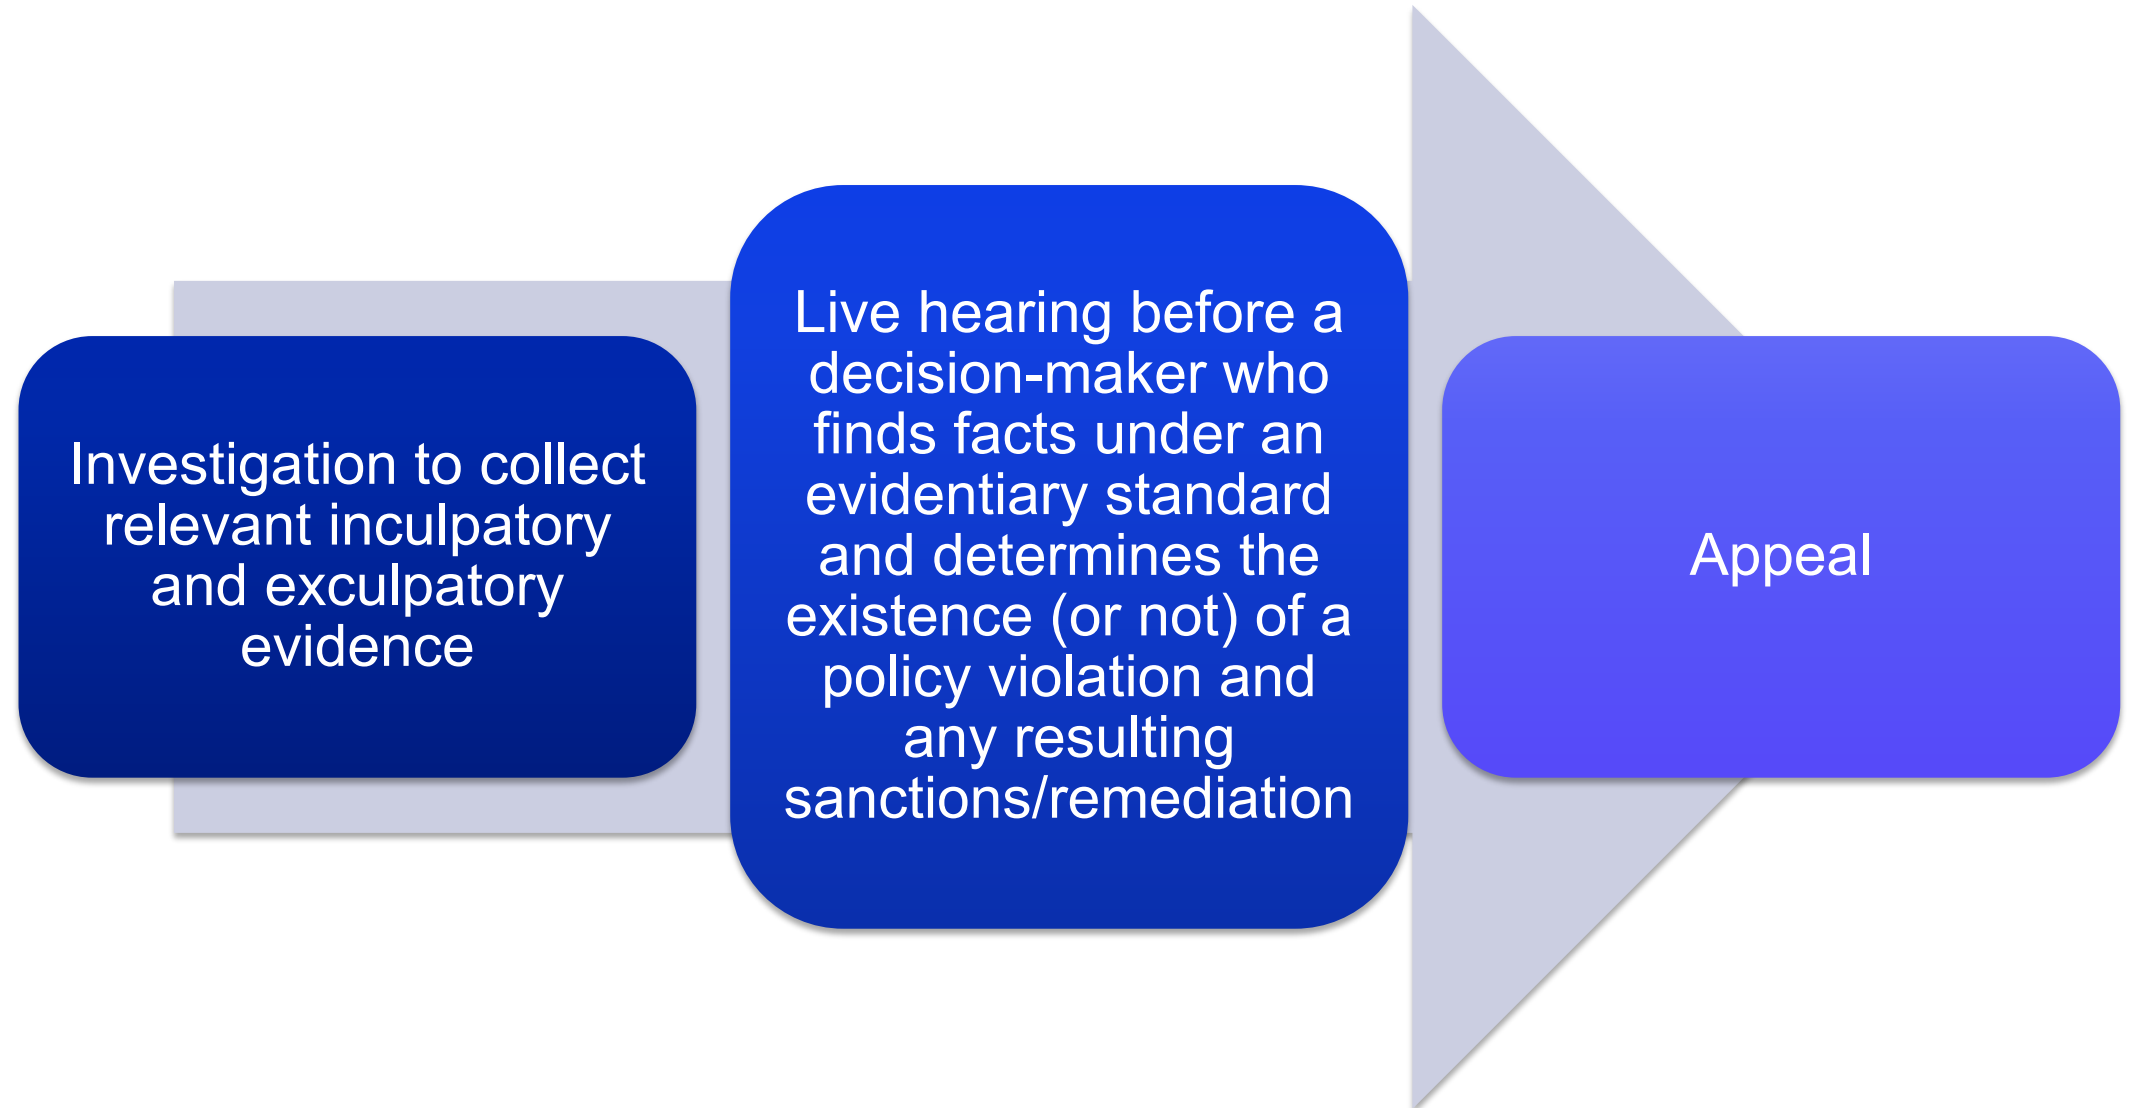 Investigation to collect
relevant inculpatory
and exculpatory
evidence
Live hearing before a
decision-maker who
finds facts under an
evidentiary standard
and determines the
existence (or not) of a
policy violation and
any resulting
sanctions/remediation
Appeal